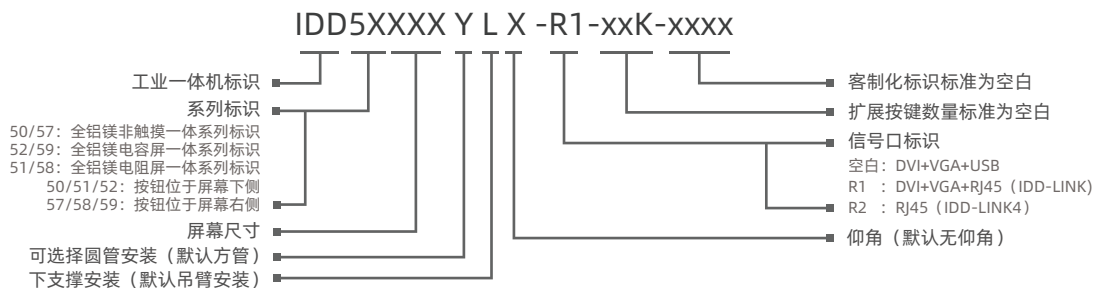 IDD5XXXX Y L X -R1-xxK-xxxx
工业一体机标识
系列标识
50/57：全铝镁非触摸一体系列标识
52/59：全铝镁电容屏一体系列标识
51/58：全铝镁电阻屏一体系列标识
50/51/52：按钮位于屏幕下侧
57/58/59：按钮位于屏幕右侧
屏幕尺寸
可选择圆管安装（默认方管）
下支撑安装（默认吊臂安装）
客制化标识标准为空白
扩展按键数量标准为空白
信号口标识
空白：DVI+VGA+USB
R1 ：DVI+VGA+RJ45（IDD-LINK)
R2 ：RJ45（IDD-LINK4）
仰角（默认无仰角）